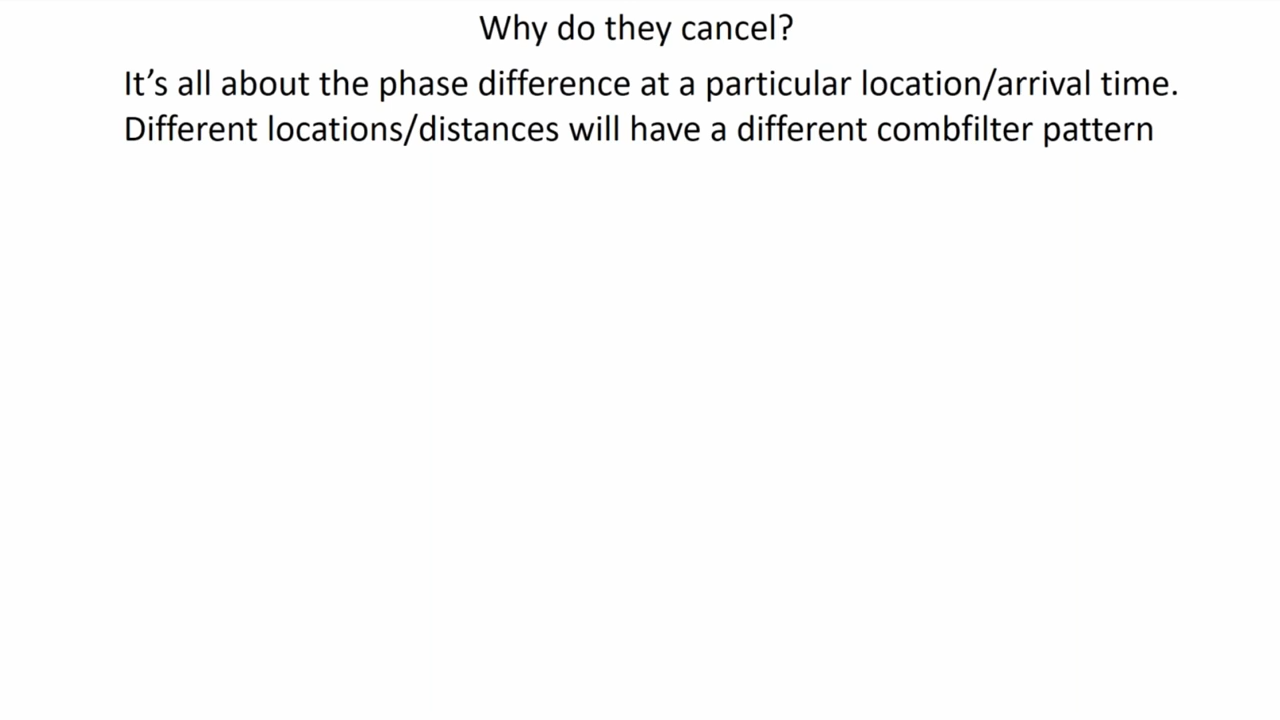 Why do they cancel?
It’s all about the phase difference at a particular location/arrival time.
Different locations/distances will have a different combfilter pattern